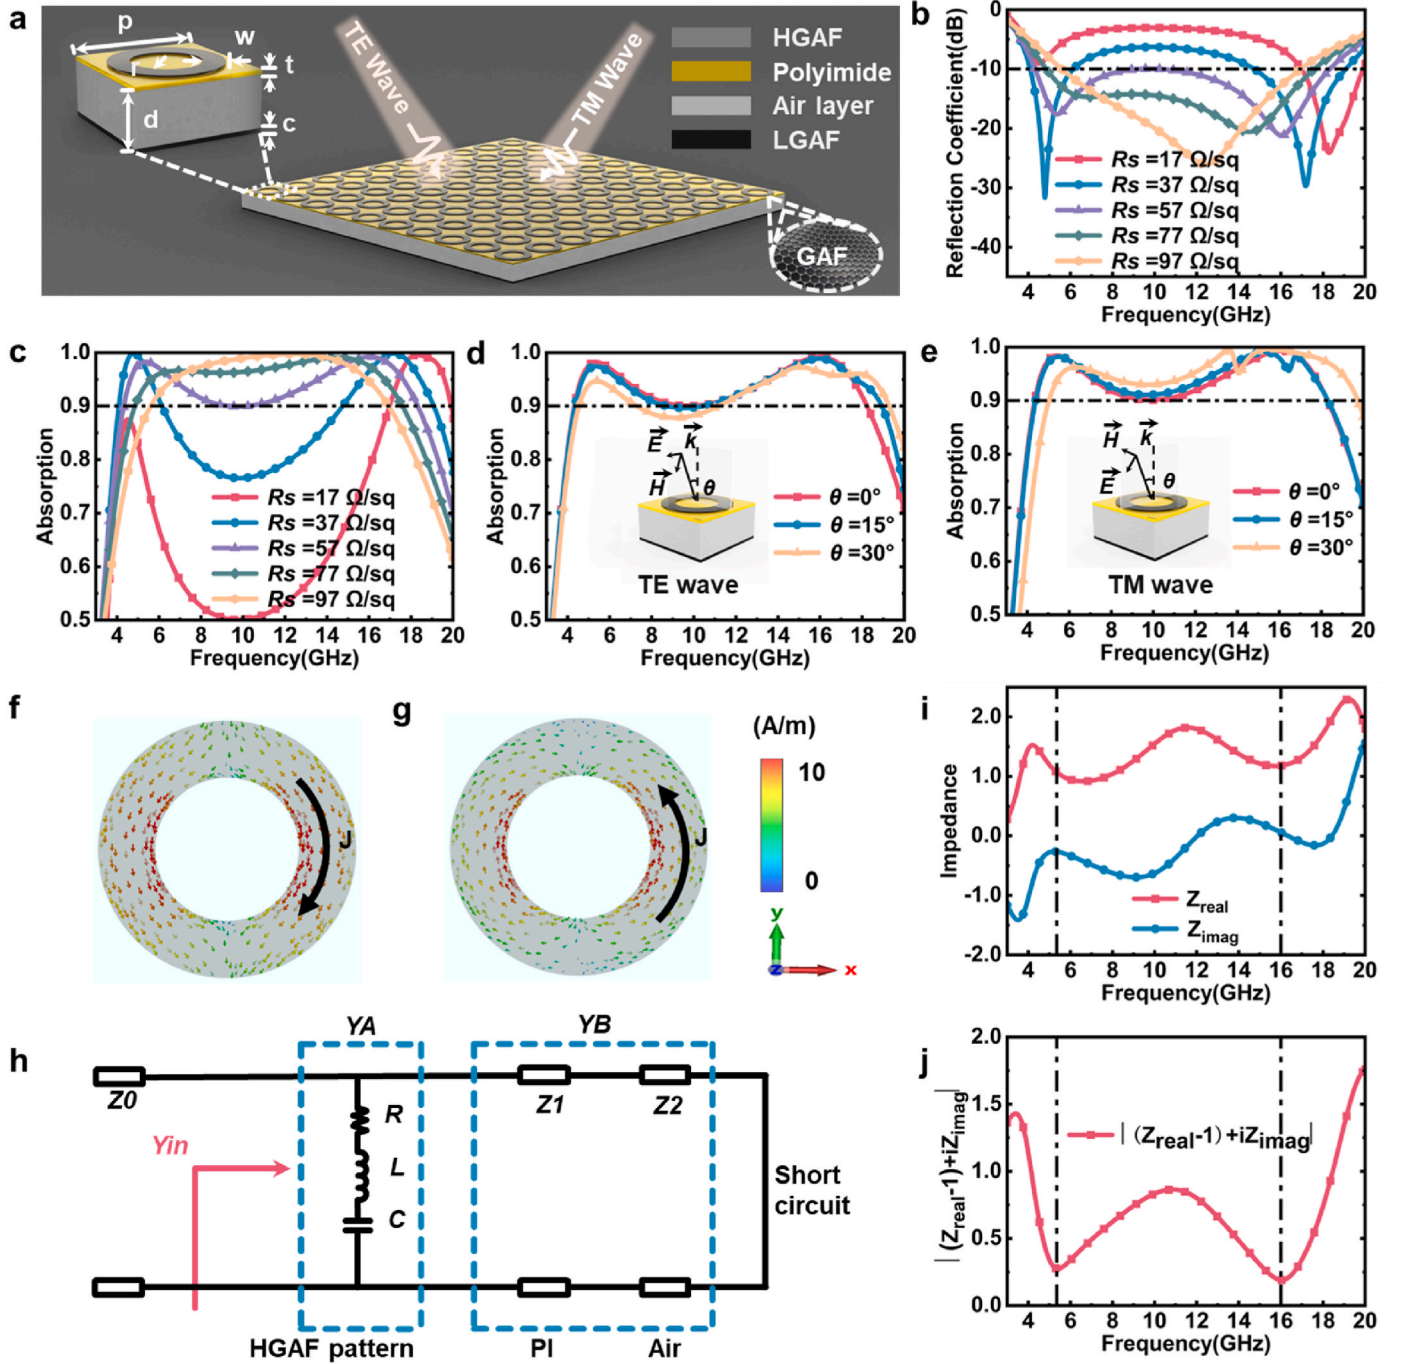 a
p
w
r
t
d
c
TE Wave
TM Wave
HGAF
Polyimide
Air layer
LGAF
GAF
b
Reflection Coefficient(dB)
0
-10
-20
-30
-40
Rs =17 Ω/sq
Rs =37 Ω/sq
Rs =57 Ω/sq
Rs =77 Ω/sq
Rs =97 Ω/sq
4 6 8 10 12 14 16 18 20
Frequency(GHz)
c
Absorption
1.0
0.9
0.8
0.7
0.6
0.5
Rs =17 Ω/sq
Rs =37 Ω/sq
Rs =57 Ω/sq
Rs =77 Ω/sq
Rs =97 Ω/sq
4 6 8 10 12 14 16 18 20
Frequency(GHz)
d
Absorption
1.0
0.9
0.8
0.7
0.6
0.5
E k
H θ
θ =0°
θ =15°
θ =30°
TE wave
4 6 8 10 12 14 16 18 20
Frequency(GHz)
e
Absorption
1.0
0.9
0.8
0.7
0.6
0.5
H k
E θ
θ =0°
θ =15°
θ =30°
TM wave
4 6 8 10 12 14 16 18 20
Frequency(GHz)
f
J
g
J
(A/m)
10
0
y
z
x
i
Impedance
2.0
1.0
0.0
-1.0
-2.0
Zreal
Zimag
4 6 8 10 12 14 16 18 20
Frequency(GHz)
h
YA
YB
Z0
Z1
Z2
R
L
C
Yin
Short
circuit
HGAF pattern
PI
Air
j
|(Zreal-1)+iZimag|
2.0
1.5
1.0
0.5
0.0
|(Zreal-1)+iZimag|
4 6 8 10 12 14 16 18 20
Frequency(GHz)